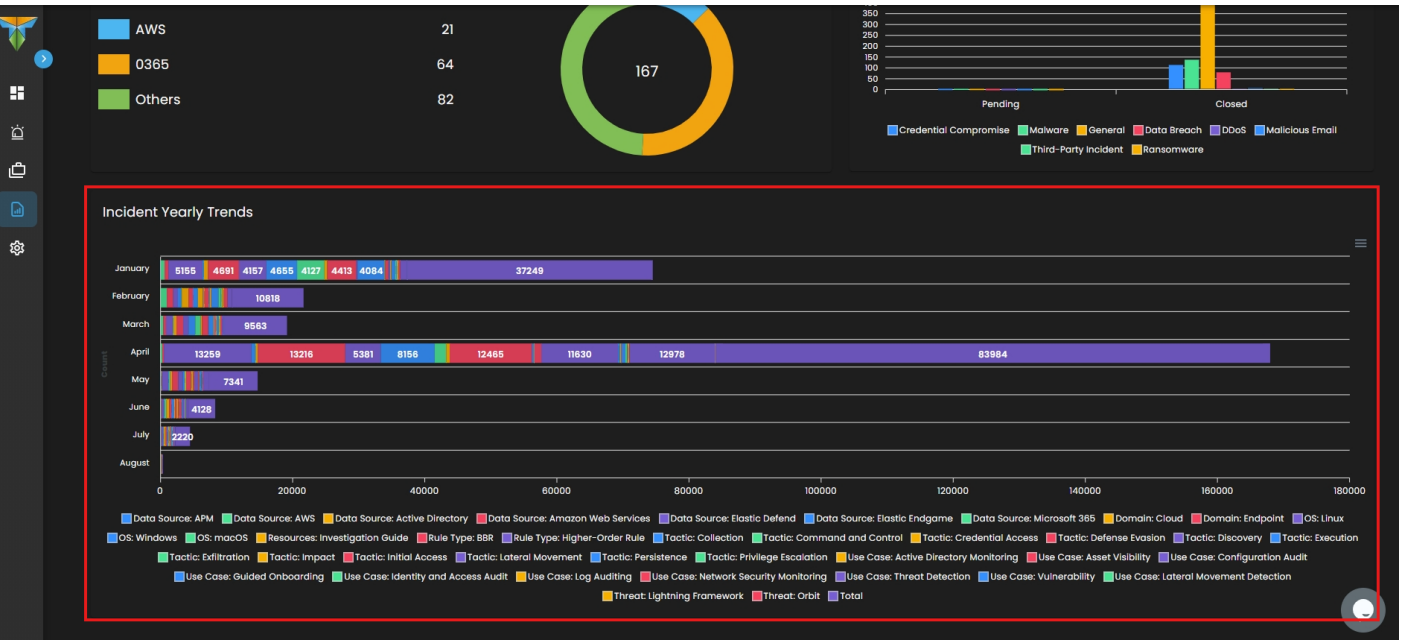 AWS 21
0365 64
Others 82
167
350
300
250
200
150
100
50
0
Pending Closed
Credential Compromise Malware General Data Breach DDoS Malicious Email
Third-Party Incident Ransomware
Incident Yearly Trends
Count
January 5155 4691 4157 4655 4127 4413 4084 37249
February 10818
March 9563
April 13259 13216 5381 8156 12465 11630 12978 83984
May 7341
June 4128
July 2220
August
0 20000 40000 60000 80000 100000 120000 140000 160000 180000
Data Source: APM Data Source: AWS Data Source: Active Directory Data Source: Amazon Web Services Data Source: Elastic Defend Data Source: Elastic Endgame Data Source: Microsoft 365 Domain: Cloud Domain: Endpoint OS: Linux
OS: Windows OS: macOS Resources: Investigation Guide Rule Type: BBR Rule Type: Higher-Order Rule Tactic: Collection Tactic: Command and Control Tactic: Credential Access Tactic: Defense Evasion Tactic: Discovery Tactic: Execution
Tactic: Exfiltration Tactic: Impact Tactic: Initial Access Tactic: Lateral Movement Tactic: Persistence Tactic: Privilege Escalation Use Case: Active Directory Monitoring Use Case: Asset Visibility Use Case: Configuration Audit
Use Case: Guided Onboarding Use Case: Identity and Access Audit Use Case: Log Auditing Use Case: Network Security Monitoring Use Case: Threat Detection Use Case: Vulnerability Use Case: Lateral Movement Detection
Threat: Lightning Framework Threat: Orbit Total